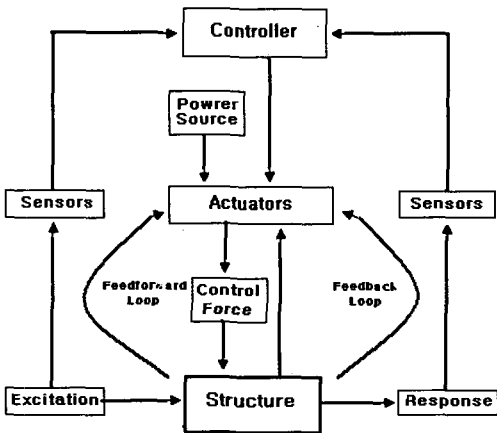 Controller
Powrer
Source
Sensors
Actuators
Sensors
Feedforward
Loop
Control
Force
Feedback
Loop
Excitation
Structure
Response